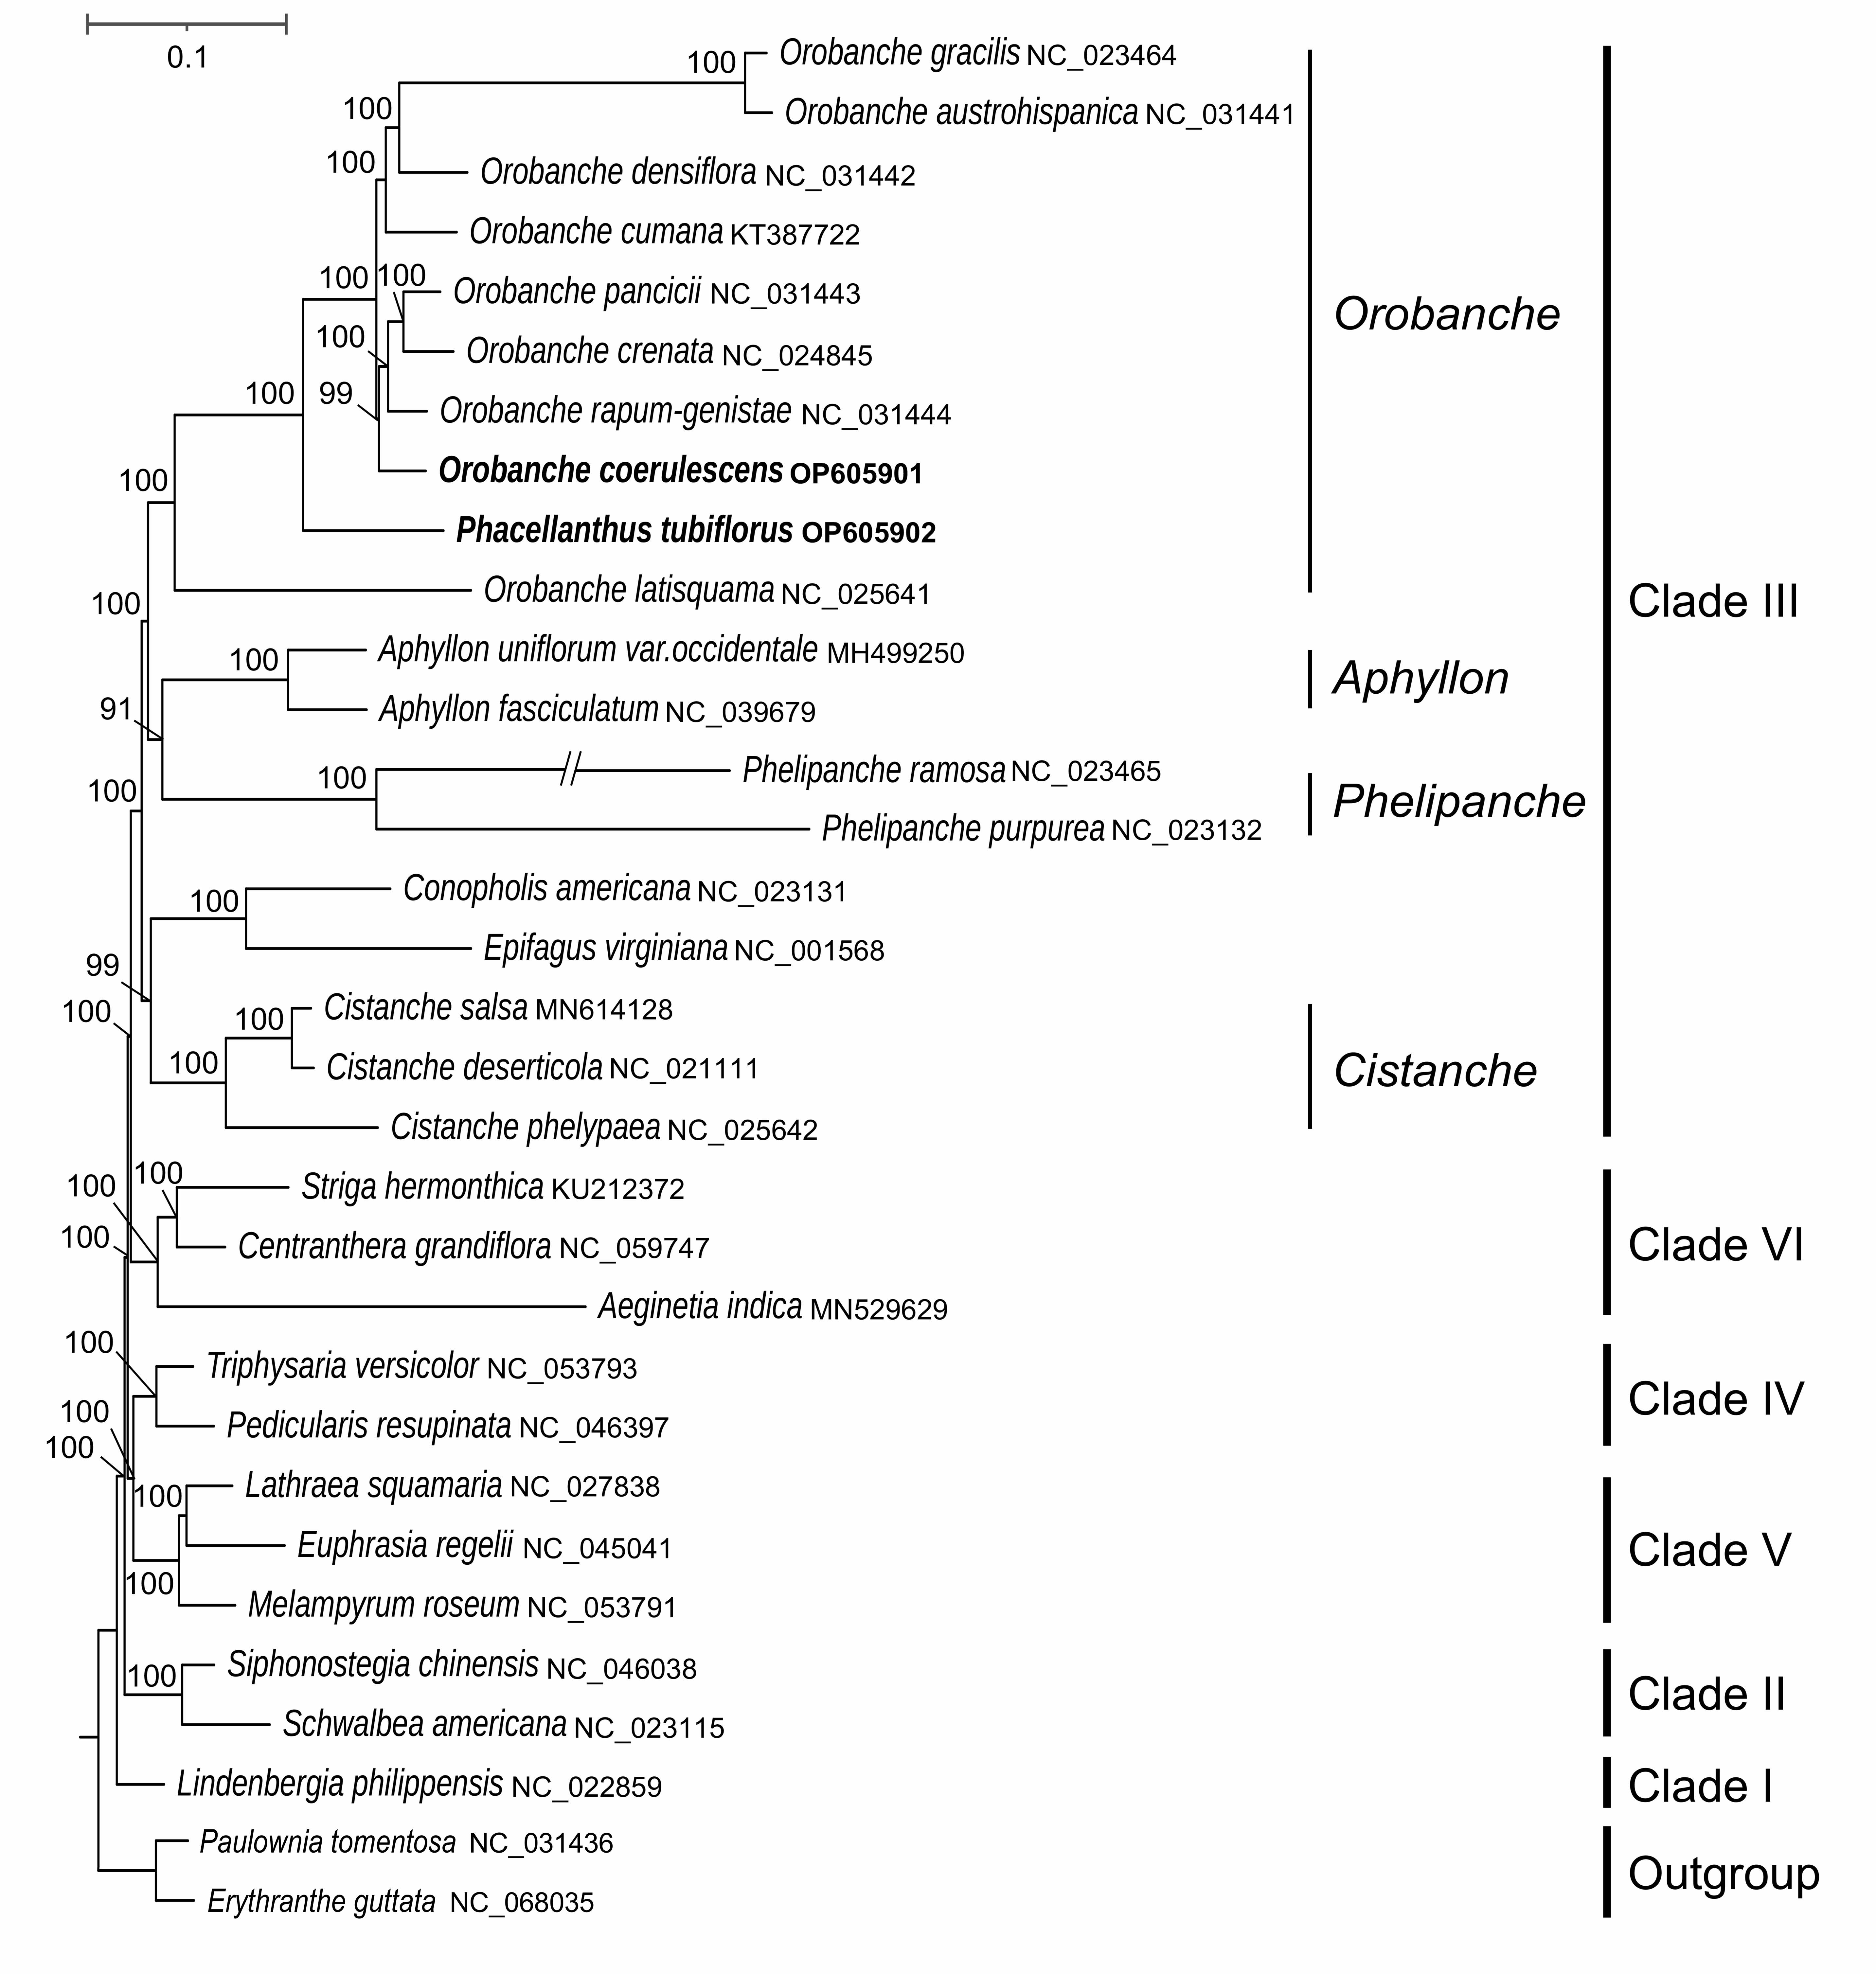 0.1
100
Orobanche gracilis NC_023464
Orobanche austrohispanica NC_031441
100
100
Orobanche densiflora NC_031442
Orobanche cumana KT387722
100
100
Orobanche pancicii NC_031443
Orobanche
100
Orobanche crenata NC_024845
100
99
Orobanche rapum-genistae NC_031444
Orobanche coerulescens OP605901
100
Phacellanthus tubiflorus OP605902
Orobanche latisquama NC_025641
Clade III
100
100
Aphyllon uniflorum var.occidentale MH499250
Aphyllon
91
Aphyllon fasciculatum NC_039679
100
Phelipanche ramosa NC_023465
Phelipanche
100
Phelipanche purpurea NC_023132
100
Conopholis americana NC_023131
99
Epifagus virginiana NC_001568
100
100
Cistanche salsa MN614128
100
Cistanche deserticola NC_021111
Cistanche
Cistanche phelypaea NC_025642
100
100
Striga hermonthica KU212372
100
Centranthera grandiflora NC_059747
Clade VI
Aeginetia indica MN529629
100
Triphysaria versicolor NC_053793
Clade IV
100
Pedicularis resupinata NC_046397
100
100
Lathraea squamaria NC_027838
Euphrasia regelii NC_045041
Clade V
100
Melampyrum roseum NC_053791
100
Siphonostegia chinensis NC_046038
Clade II
Schwalbea americana NC_023115
Lindenbergia philippensis NC_022859
Clade I
Paulownia tomentosa NC_031436
Outgroup
Erythranthe guttata NC_068035